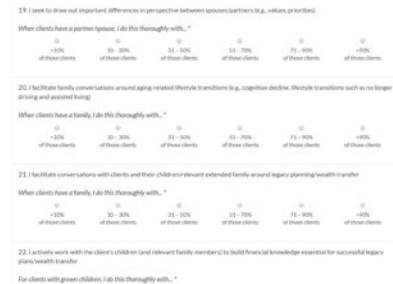 19. I seek to draw out important differences in perspective between spouses/partners (e.g., values, priorities)
When clients have a partner/spouse, I do this thoroughly with... *
<10% 10 - 30% 31 - 50% 51 - 70% 71 - 90% >90%
of those clients of those clients of those clients of those clients of those clients of those clients
20. I facilitate family conversations around aging-related lifestyle transitions (e.g., cognitive decline, lifestyle transitions such as no longer
driving and assisted living)
When clients have a family, I do this thoroughly with... *
<10% 10 - 30% 31 - 50% 51 - 70% 71 - 90% >90%
of those clients of those clients of those clients of those clients of those clients of those clients
21. I facilitate conversations with clients and their children/relevant extended family around legacy planning/wealth transfer
When clients have a family, I do this thoroughly with... *
<10% 10 - 30% 31 - 50% 51 - 70% 71 - 90% >90%
of those clients of those clients of those clients of those clients of those clients of those clients
22. I actively work with the client's children (and relevant family members) to build financial knowledge essential for successful legacy
plans/wealth transfer
For clients with grown children, I do this thoroughly with... *